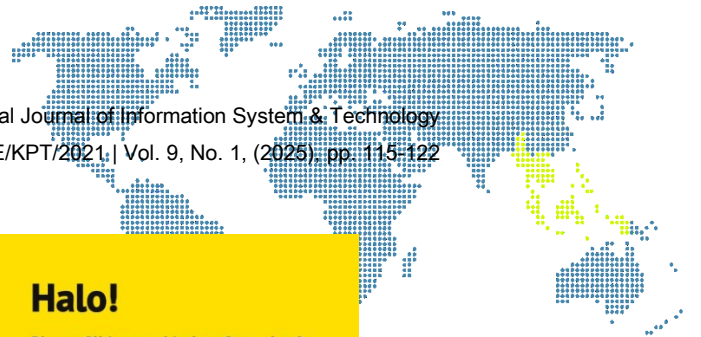 al Journal of Information System & Technology
E/KPT/2021 | Vol. 9, No. 1, (2025), pp. 115-122
Halo!